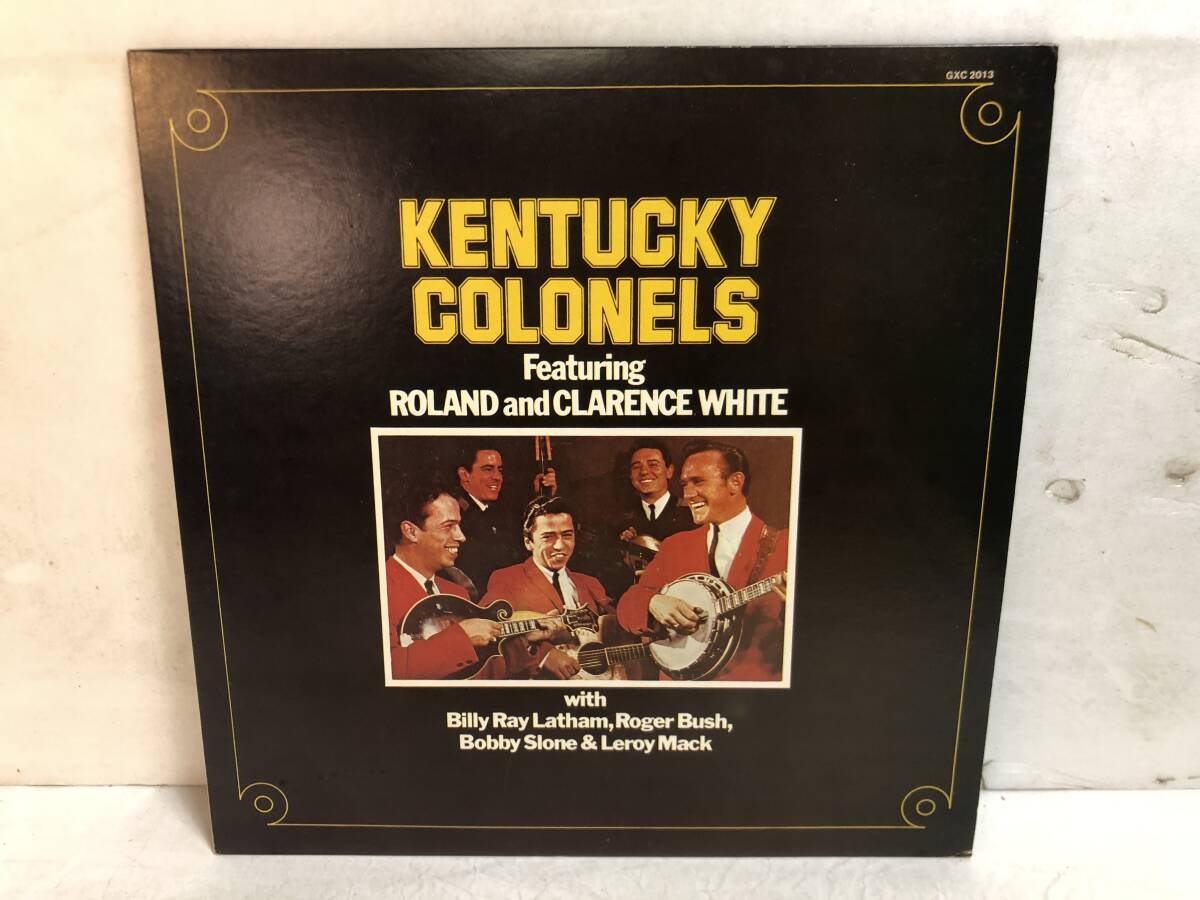 GXC 2013
KENTUCKY
COLONELS
Featuring
ROLAND and CLARENCE WHITE
with
Billy Ray Latham, Roger Bush,
Bobby Slone & Leroy Mack